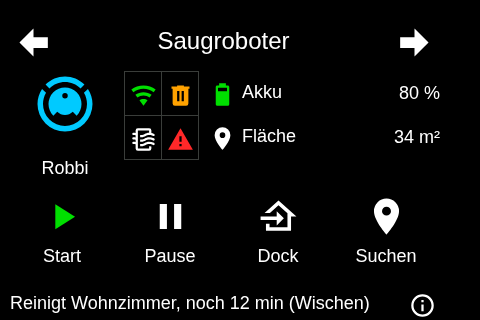 Saugroboter
Akku 80 %
Fläche 34 m²
Robbi
Start Pause Dock Suchen
Reinigt Wohnzimmer, noch 12 min (Wischen)